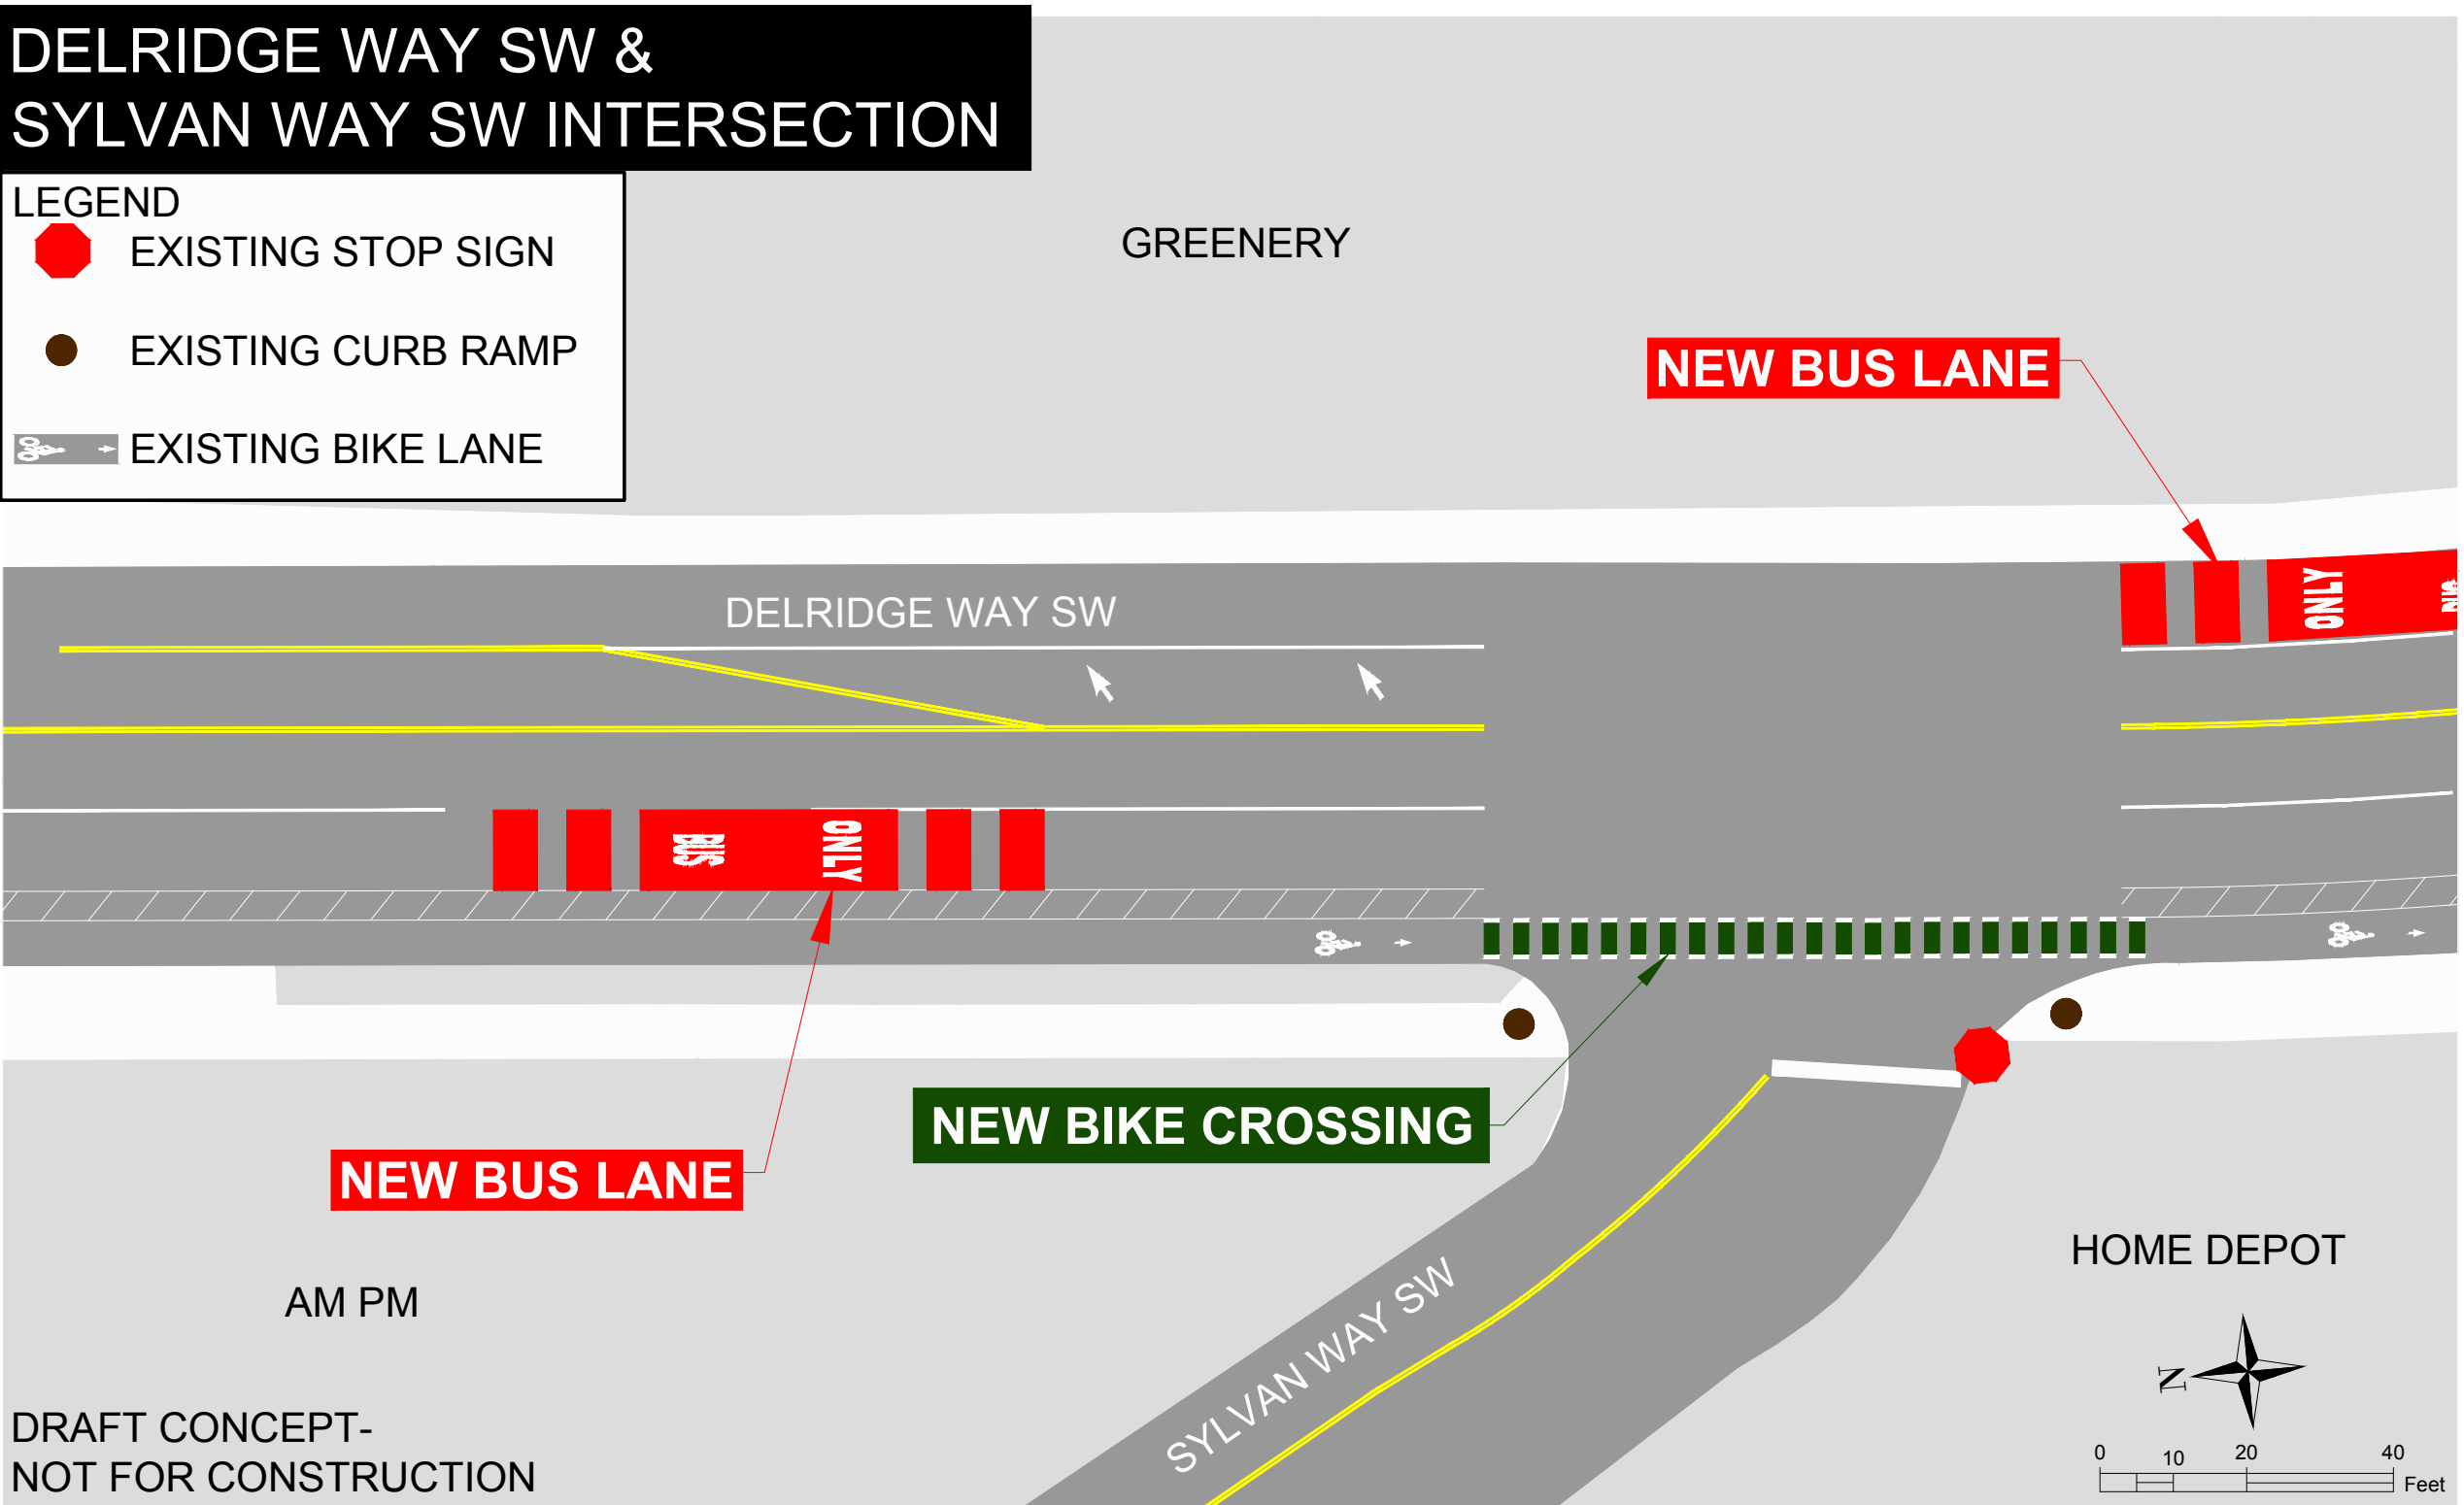 DELRIDGE WAY SW &
SYLVAN WAY SW INTERSECTION
LEGEND
EXISTING STOP SIGN
EXISTING CURB RAMP
EXISTING BIKE LANE
GREENERY
NEW BUS LANE
DELRIDGE WAY SW
ONLY
BUS
ONLY
NEW BIKE CROSSING
NEW BUS LANE
SYLVAN WAY SW
HOME DEPOT
AM PM
N
DRAFT CONCEPT-
NOT FOR CONSTRUCTION
0 10 20 40
Feet